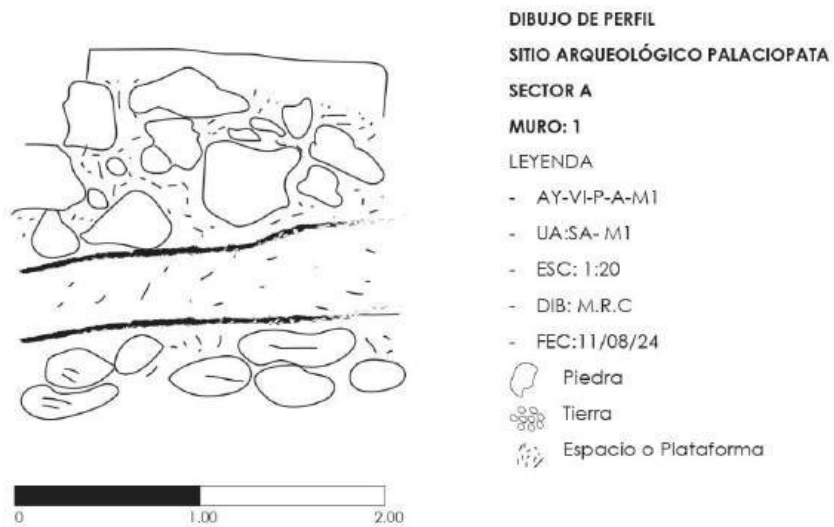 DIBUJO DE PERFIL
SITIO ARQUEOLÓGICO PALACIOPATA
SECTOR A
MURO: 1
LEYENDA
- AY-VI-P-A-M1
- UA:SA- M1
- ESC: 1:20
- DIB: M.R.C
- FEC:11/08/24
Piedra
Tierra
Espacio o Plataforma
0 1.00 2.00